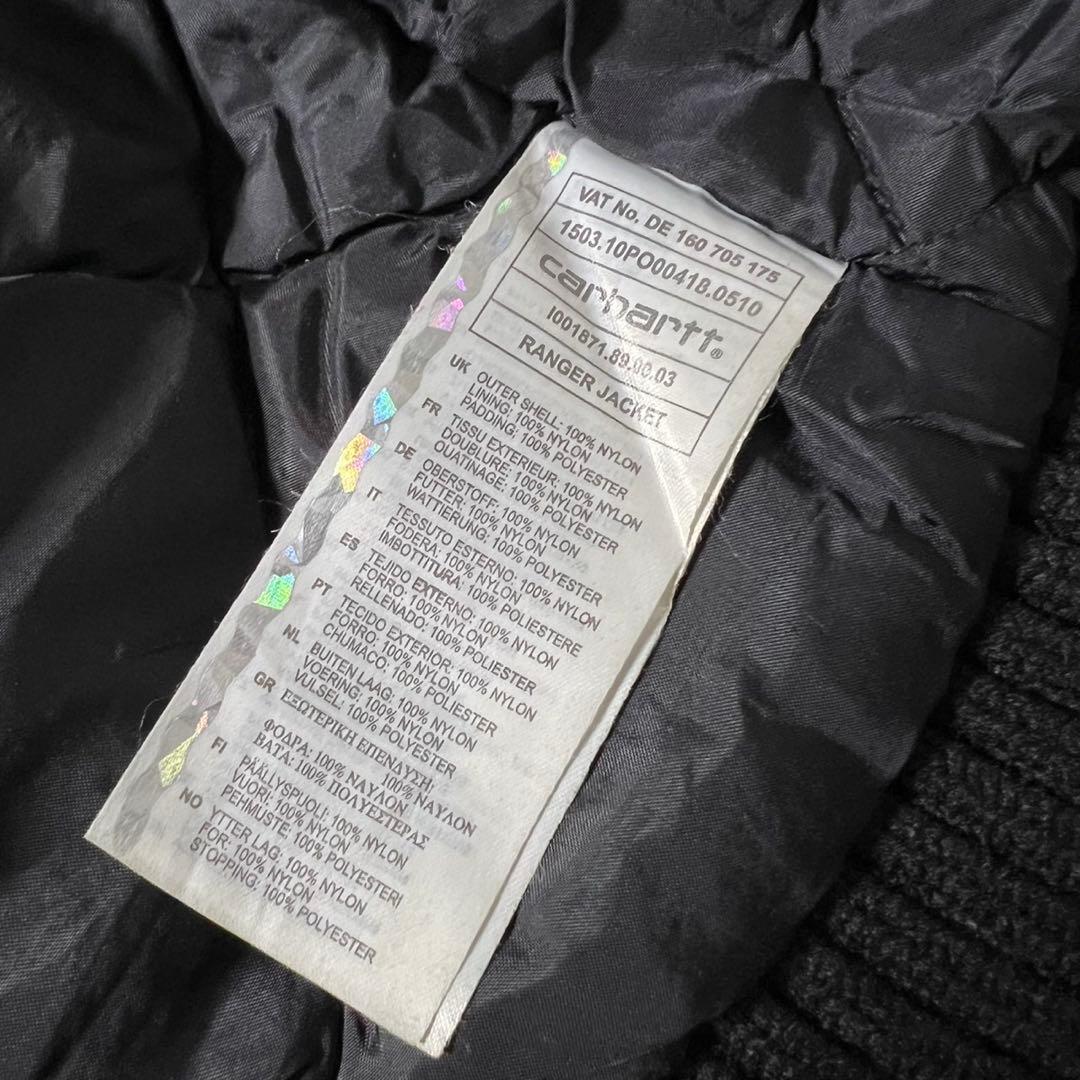 VAT No. DE 160 705 175
1503.10PO00418.0510
carhartt®
I001871.89.00.03
RANGER JACKET
UK OUTER SHELL: 100% NYLON
LINING: 100% NYLON
PADDING: 100% POLYESTER
FR TISSU EXTERIEUR: 100% NYLON
DOUBLURE: 100% NYLON
OUATINAGE: 100% POLYESTER
DE OBERSTOFF: 100% NYLON
FUTTER: 100% NYLON
WATTIERUNG: 100% POLYESTER
IT TESSUTO ESTERNO: 100% NYLON
FODERA: 100% NYLON
IMBOTTITURA: 100% POLIESTERE
ES TEJIDO EXTERNO: 100% NYLON
FORRO: 100% NYLON
RELLENADO: 100% POLIESTER
PT TECIDO EXTERIOR: 100% NYLON
FORRO: 100% NYLON
CHUMACO: 100% POLIESTER
NL BUITEN LAAG: 100% NYLON
VOERING: 100% NYLON
VULSEL: 100% POLYESTER
GR ΕΞΩΤΕΡΙΚΗ ΕΠΕΝΔΥΣΗ:
100% ΝΑΥΛΟΝ
ΦΟΔΡΑ: 100% ΝΑΥΛΟΝ
ΒΑΤΑ: 100% ΠΟΛΥΕΣΤΕΡΑΣ
FI PÄÄLLYSPUOLI: 100% NYLON
VUORI: 100% NYLON
PEHMUSTE: 100% POLYESTERI
NO YTTER LAG: 100% NYLON
FOR: 100% NYLON
STOPPING, 100% POLYESTER